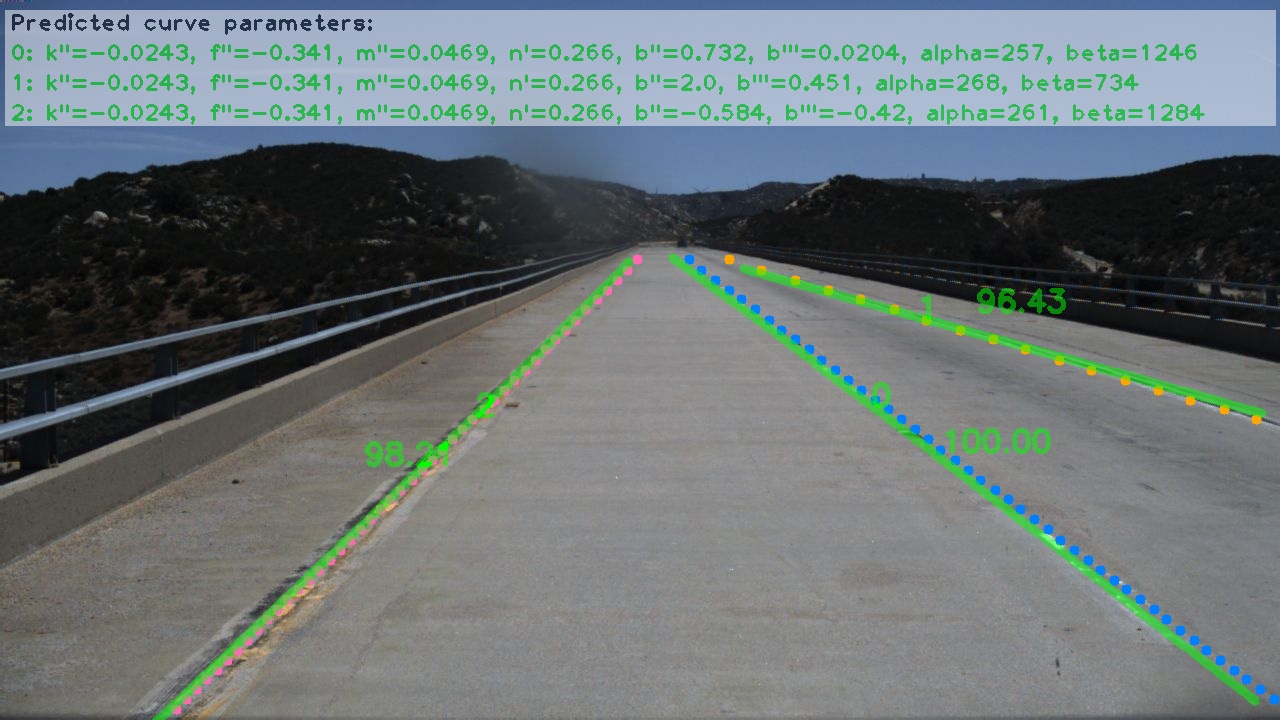 Predicted curve parameters:
0: k''=-0.0243, f''=-0.341, m''=0.0469, n'=0.266, b''=0.732, b'''=0.0204, alpha=257, beta=1246
1: k''=-0.0243, f''=-0.341, m''=0.0469, n'=0.266, b''=2.0, b'''=0.451, alpha=268, beta=734
2: k''=-0.0243, f''=-0.341, m''=0.0469, n'=0.266, b''=-0.584, b'''=-0.42, alpha=261, beta=1284
1 96.43
2 0
100.00